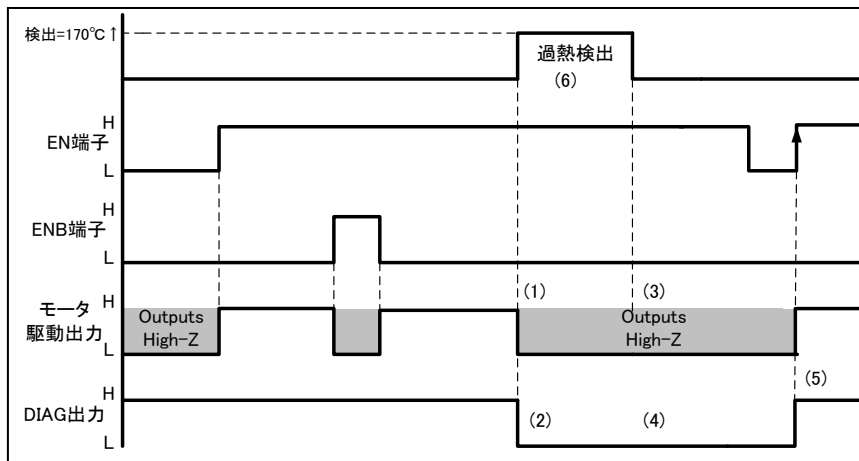 検出=170℃↑
過熱検出
(6)
H
EN端子
L
H
ENB端子
L
H
モータ
駆動出力
L
Outputs
High-Z
(1)
(3)
Outputs
High-Z
(5)
H
DIAG出力
L
(2)
(4)